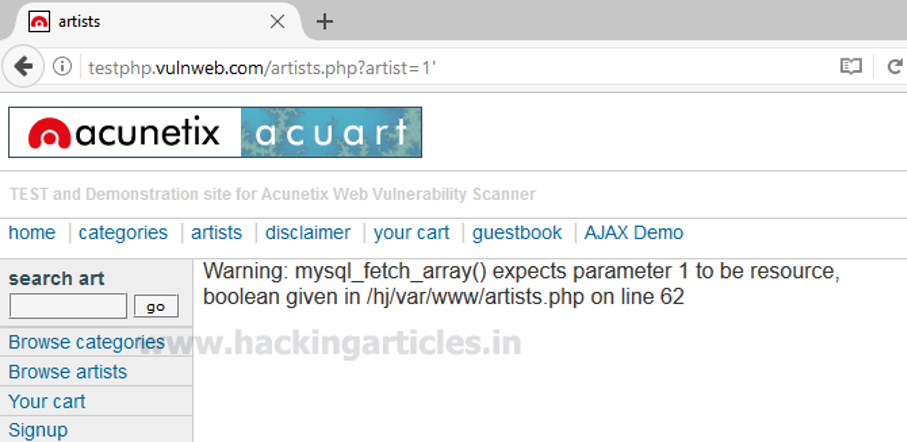 artists
testphp.vulnweb.com/artists.php?artist=1'
acunetix acuart
TEST and Demonstration site for Acunetix Web Vulnerability Scanner
home | categories | artists | disclaimer | your cart | guestbook | AJAX Demo
search art
go
Browse categories
Browse artists
Your cart
Signup
Warning: mysql_fetch_array() expects parameter 1 to be resource,
boolean given in /hj/var/www/artists.php on line 62
www.hackingarticles.in